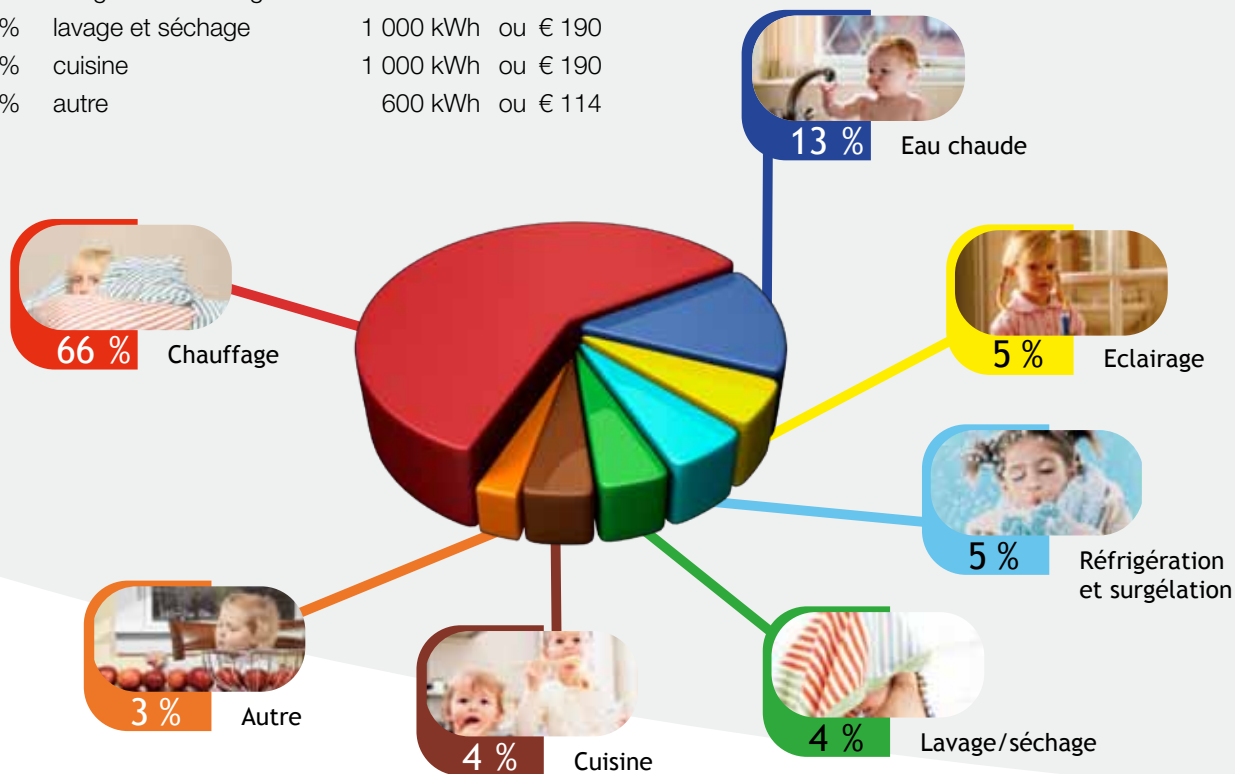 % lavage et séchage 1 000 kWh ou € 190
% cuisine 1 000 kWh ou € 190
% autre 600 kWh ou € 114
13 % Eau chaude
66 % Chauffage
5 % Eclairage
5 % Réfrigération
et surgélation
3 % Autre
4 % Cuisine
4 % Lavage/séchage